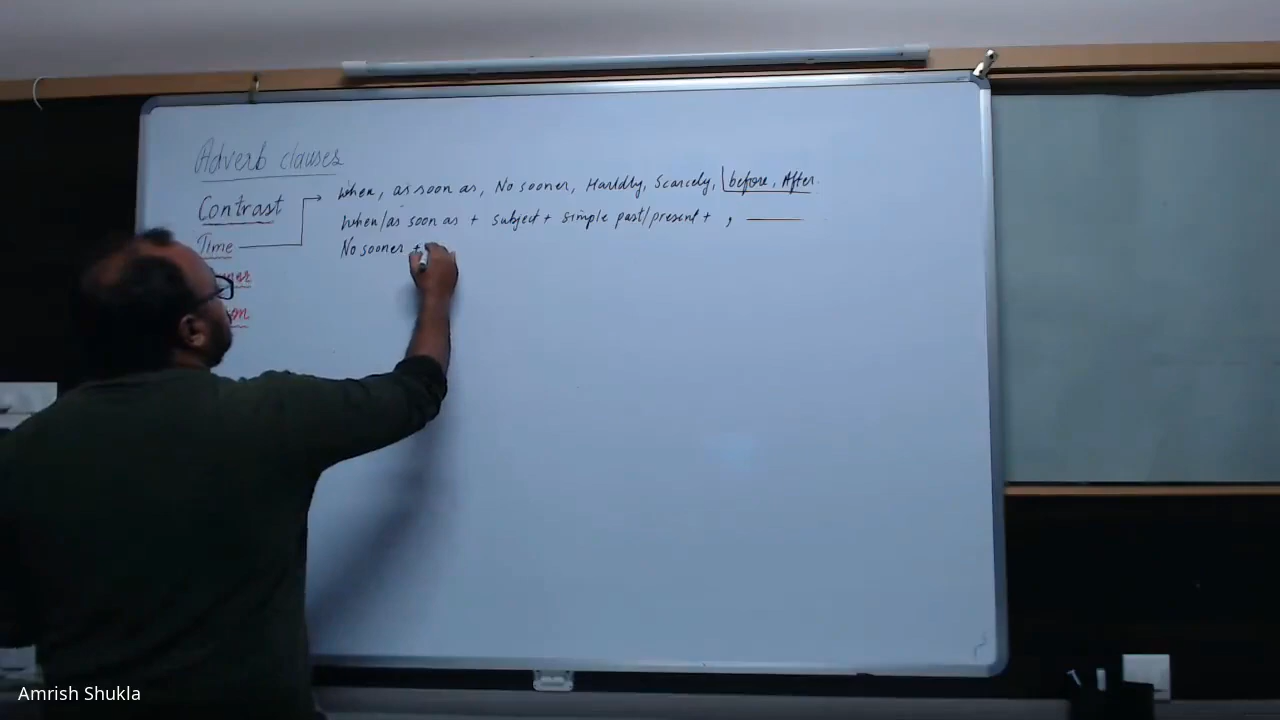 Adverb clauses
When, as soon as, No sooner, Harldly, Scarcely, before, After.
Contrast
When/as soon as + subject + simple past/present + , ———
Time
No sooner +
Amrish Shukla